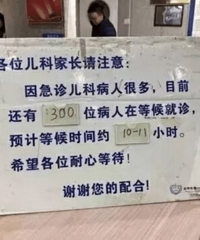 各位儿科家长请注意：
因急诊儿科病人很多，目前
还有 300 位病人在等候就诊，
预计等候时间约 10-11 小时。
希望各位耐心等待！
谢谢您的配合！